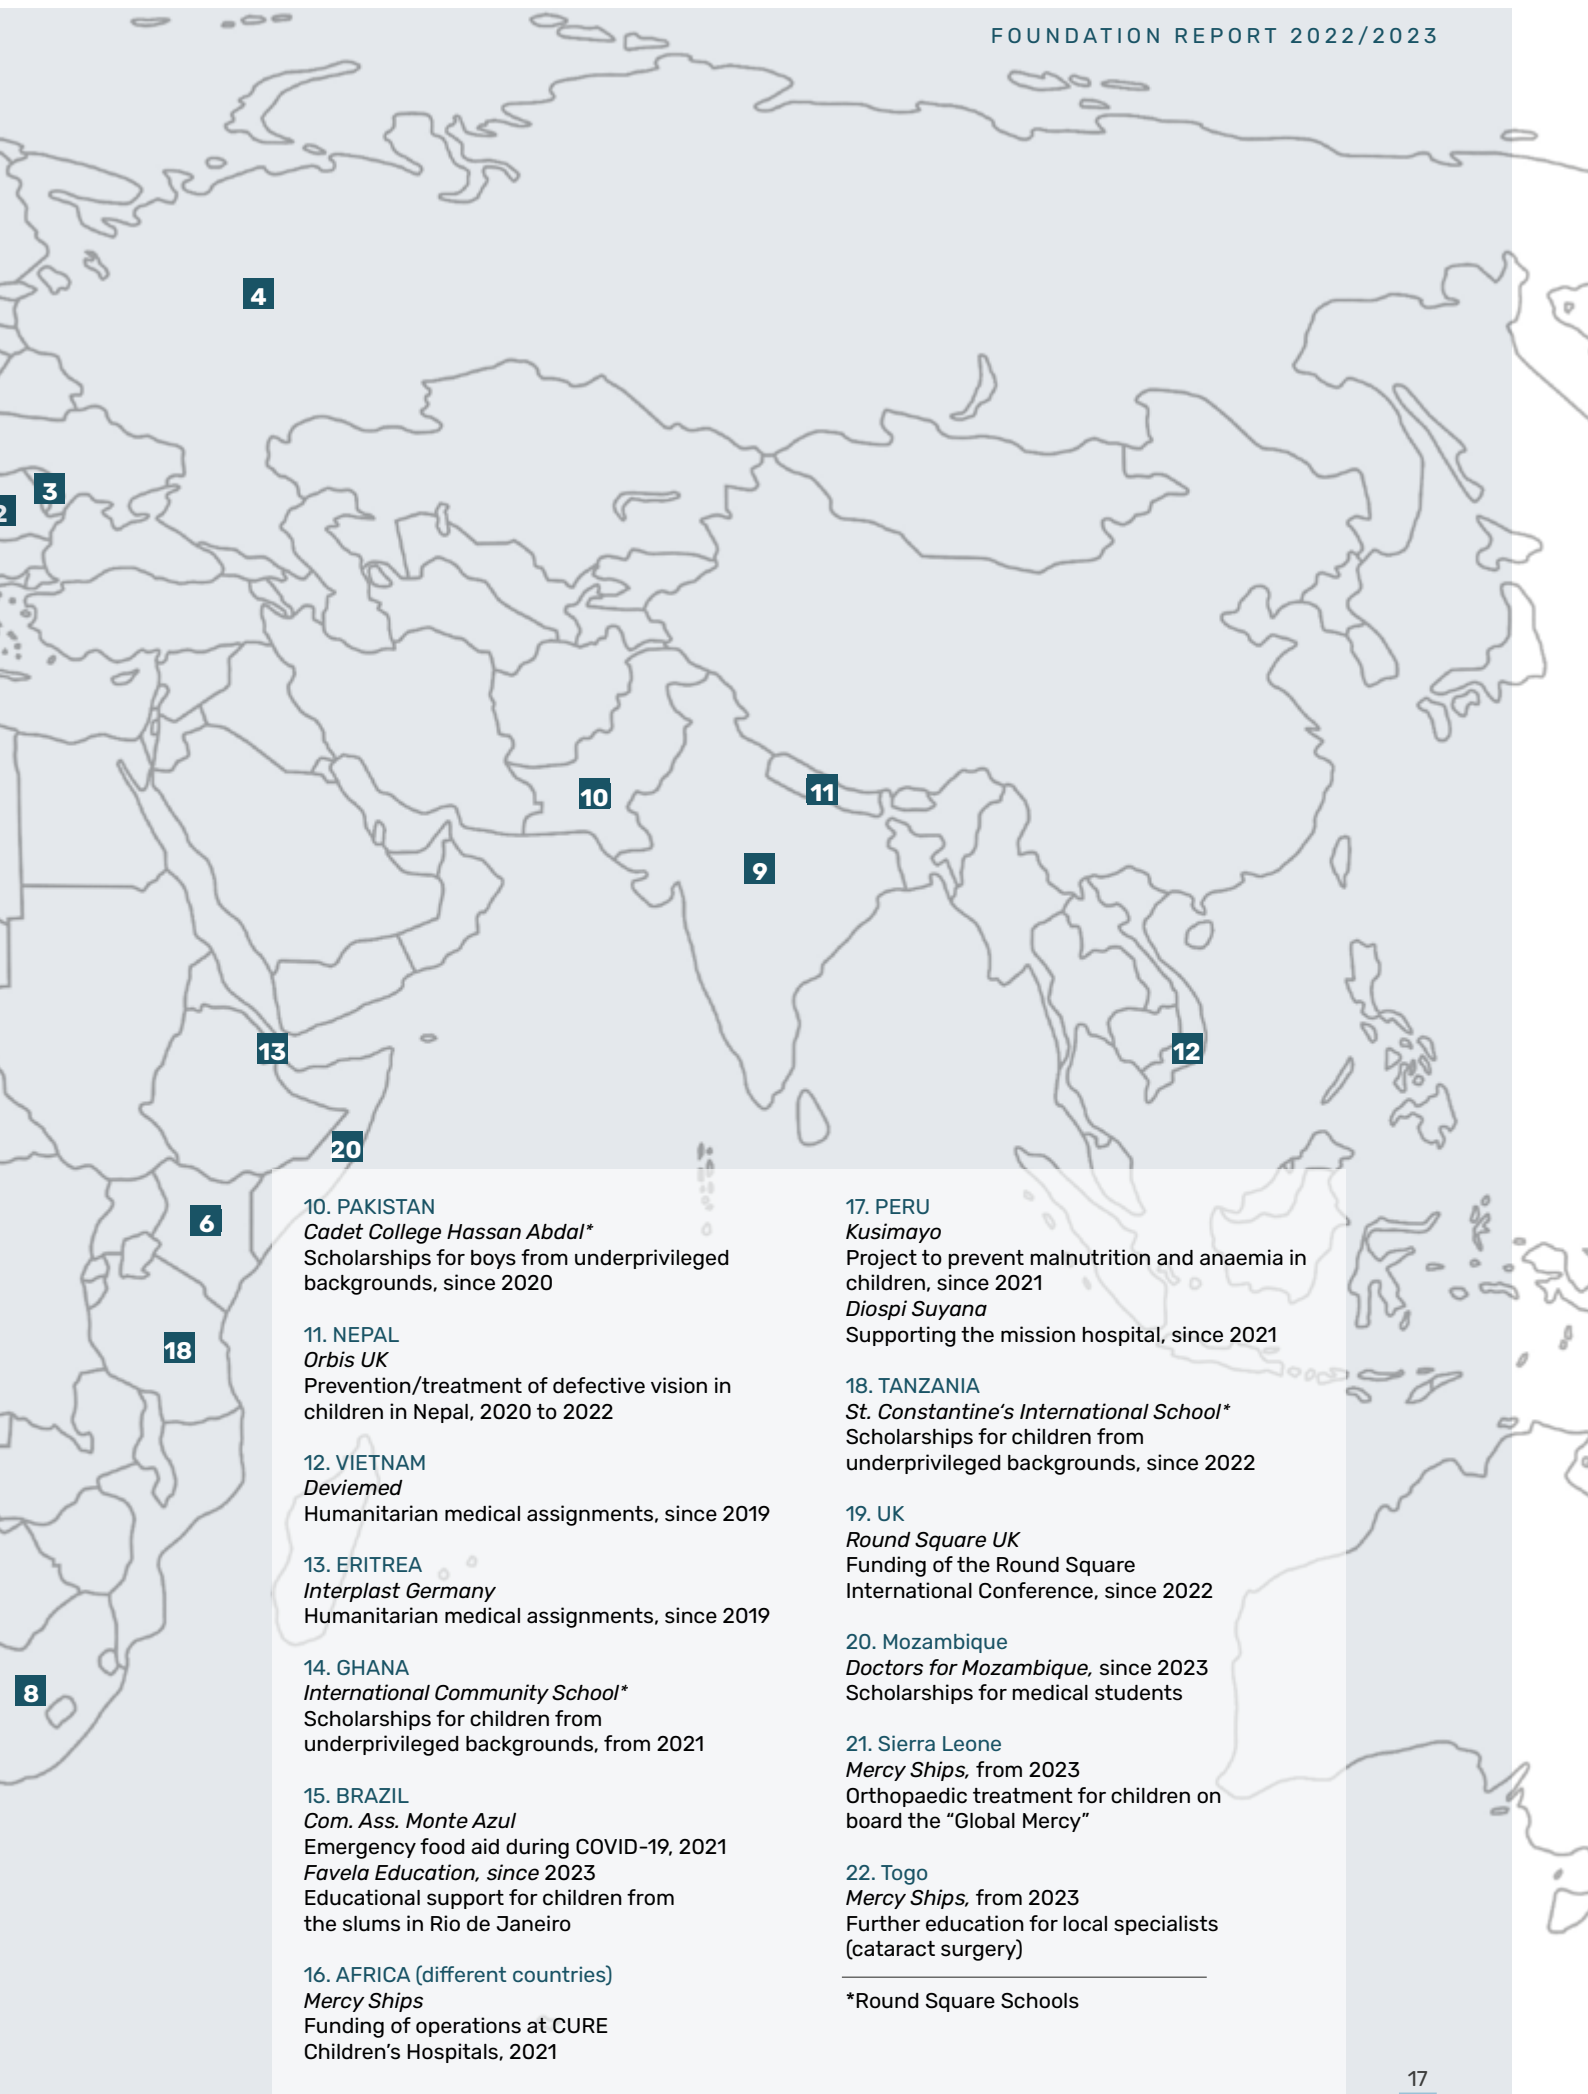 FOUNDATION REPORT 2022/2023
4
3
2
10
11
9
13
12
20
6
18
8
10. PAKISTAN
Cadet College Hassan Abdal*
Scholarships for boys from underprivileged
backgrounds, since 2020
11. NEPAL
Orbis UK
Prevention/treatment of defective vision in
children in Nepal, 2020 to 2022
12. VIETNAM
Deviemed
Humanitarian medical assignments, since 2019
13. ERITREA
Interplast Germany
Humanitarian medical assignments, since 2019
14. GHANA
International Community School*
Scholarships for children from
underprivileged backgrounds, from 2021
15. BRAZIL
Com. Ass. Monte Azul
Emergency food aid during COVID-19, 2021
Favela Education, since 2023
Educational support for children from
the slums in Rio de Janeiro
16. AFRICA (different countries)
Mercy Ships
Funding of operations at CURE
Children's Hospitals, 2021
17. PERU
Kusimayo
Project to prevent malnutrition and anaemia in
children, since 2021
Diospi Suyana
Supporting the mission hospital, since 2021
18. TANZANIA
St. Constantine‘s International School*
Scholarships for children from
underprivileged backgrounds, since 2022
19. UK
Round Square UK
Funding of the Round Square
International Conference, since 2022
20. Mozambique
Doctors for Mozambique, since 2023
Scholarships for medical students
21. Sierra Leone
Mercy Ships, from 2023
Orthopaedic treatment for children on
board the “Global Mercy”
22. Togo
Mercy Ships, from 2023
Further education for local specialists
(cataract surgery)
*Round Square Schools
17